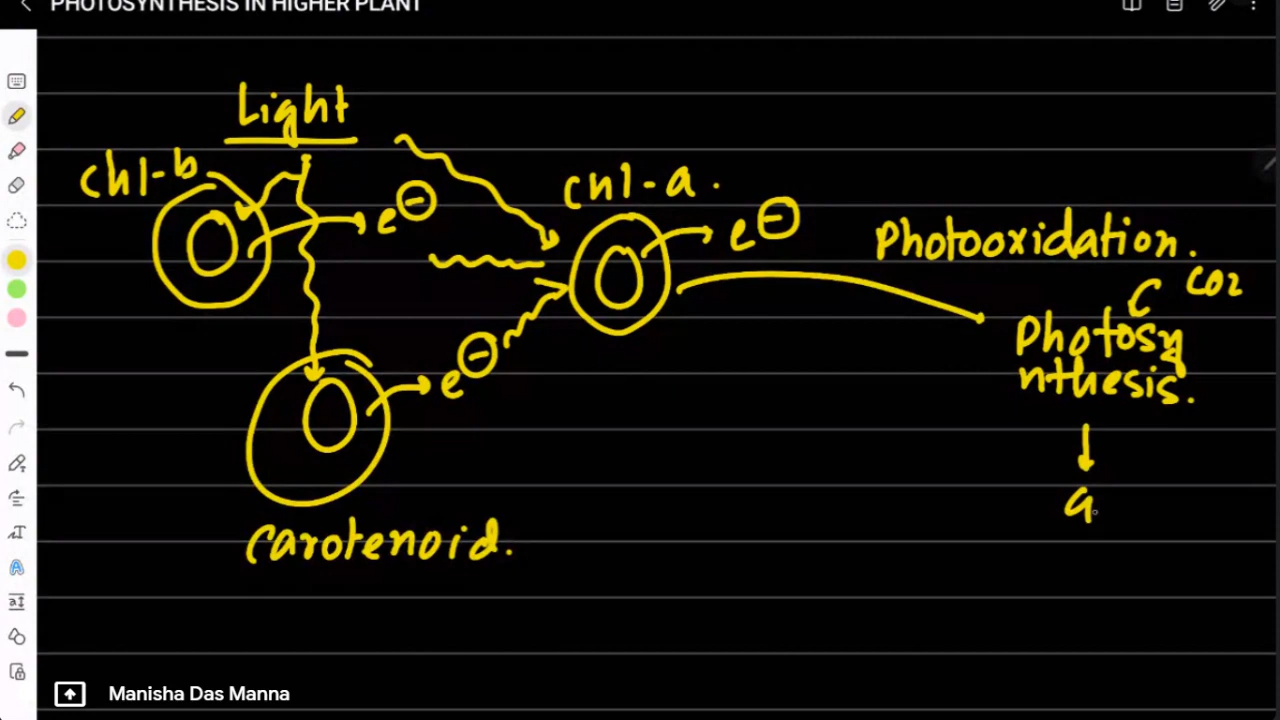 PHOTOSYNTHESIS IN HIGHER PLANT
Light
chl-b
chl-a.
e⊖
e⊖
Photooxidation.
CO2
Photosy
nthesis.
e⊖
G
carotenoid.
Manisha Das Manna